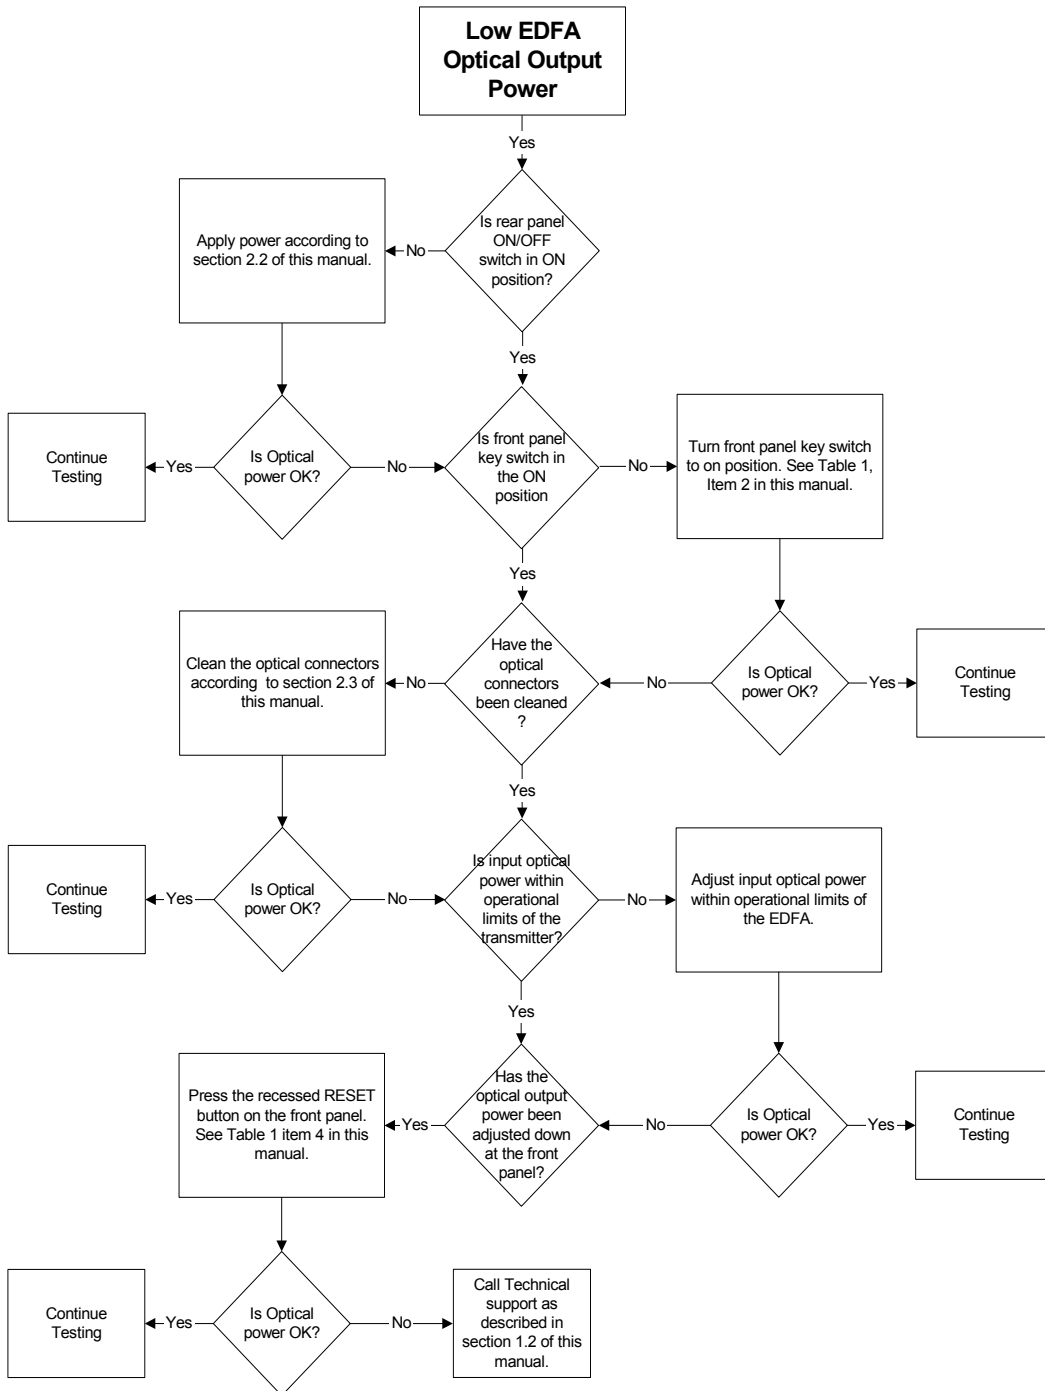 Low EDFA
Optical Output
Power
Yes
Is rear panel
ON/OFF
switch in ON
position?
No
Apply power according to
section 2.2 of this manual.
Yes
Is front panel
key switch in
the ON
position
No
Turn front panel key switch
to on position. See Table 1,
Item 2 in this manual.
Is Optical
power OK?
Yes
No
Continue
Testing
Yes
Have the
optical
connectors
been cleaned
?
No
Clean the optical connectors
according to section 2.3 of
this manual.
Is Optical
power OK?
No
Yes
Continue
Testing
Yes
Is input optical
power within
operational
limits of the
transmitter?
No
Adjust input optical power
within operational limits of
the EDFA.
Is Optical
power OK?
Yes
No
Continue
Testing
Yes
Has the
optical output
power been
adjusted down
at the front
panel?
Yes
Press the recessed RESET
button on the front panel.
See Table 1 item 4 in this
manual.
Is Optical
power OK?
No
Yes
Continue
Testing
Is Optical
power OK?
Yes
No
Continue
Testing
Call Technical
support as
described in
section 1.2 of this
manual.